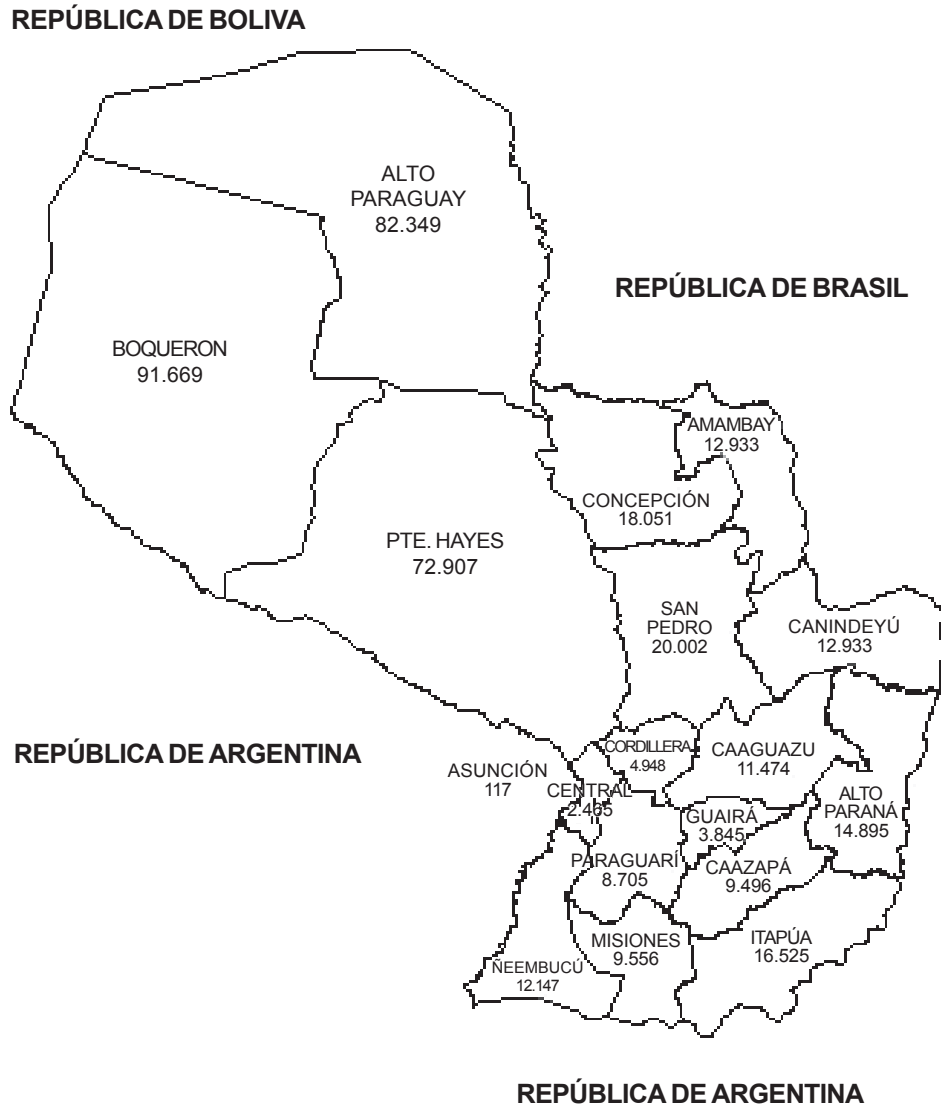 REPÚBLICA DE BOLIVA
ALTO
PARAGUAY
82.349
REPÚBLICA DE BRASIL
BOQUERON
91.669
AMAMBAY
12.933
CONCEPCIÓN
18.051
PTE. HAYES
72.907
SAN
PEDRO
20.002
CANINDEYÚ
12.933
REPÚBLICA DE ARGENTINA
ASUNCIÓN
117
CORDILLERA
4.948
CAAGUAZU
11.474
CENTRAL
2.465
ALTO
PARANÁ
14.895
GUAIRÁ
3.845
PARAGUARÍ
8.705
CAAZAPÁ
9.496
MISIONES
9.556
ITAPÚA
16.525
ÑEEMBUCÚ
12.147
REPÚBLICA DE ARGENTINA